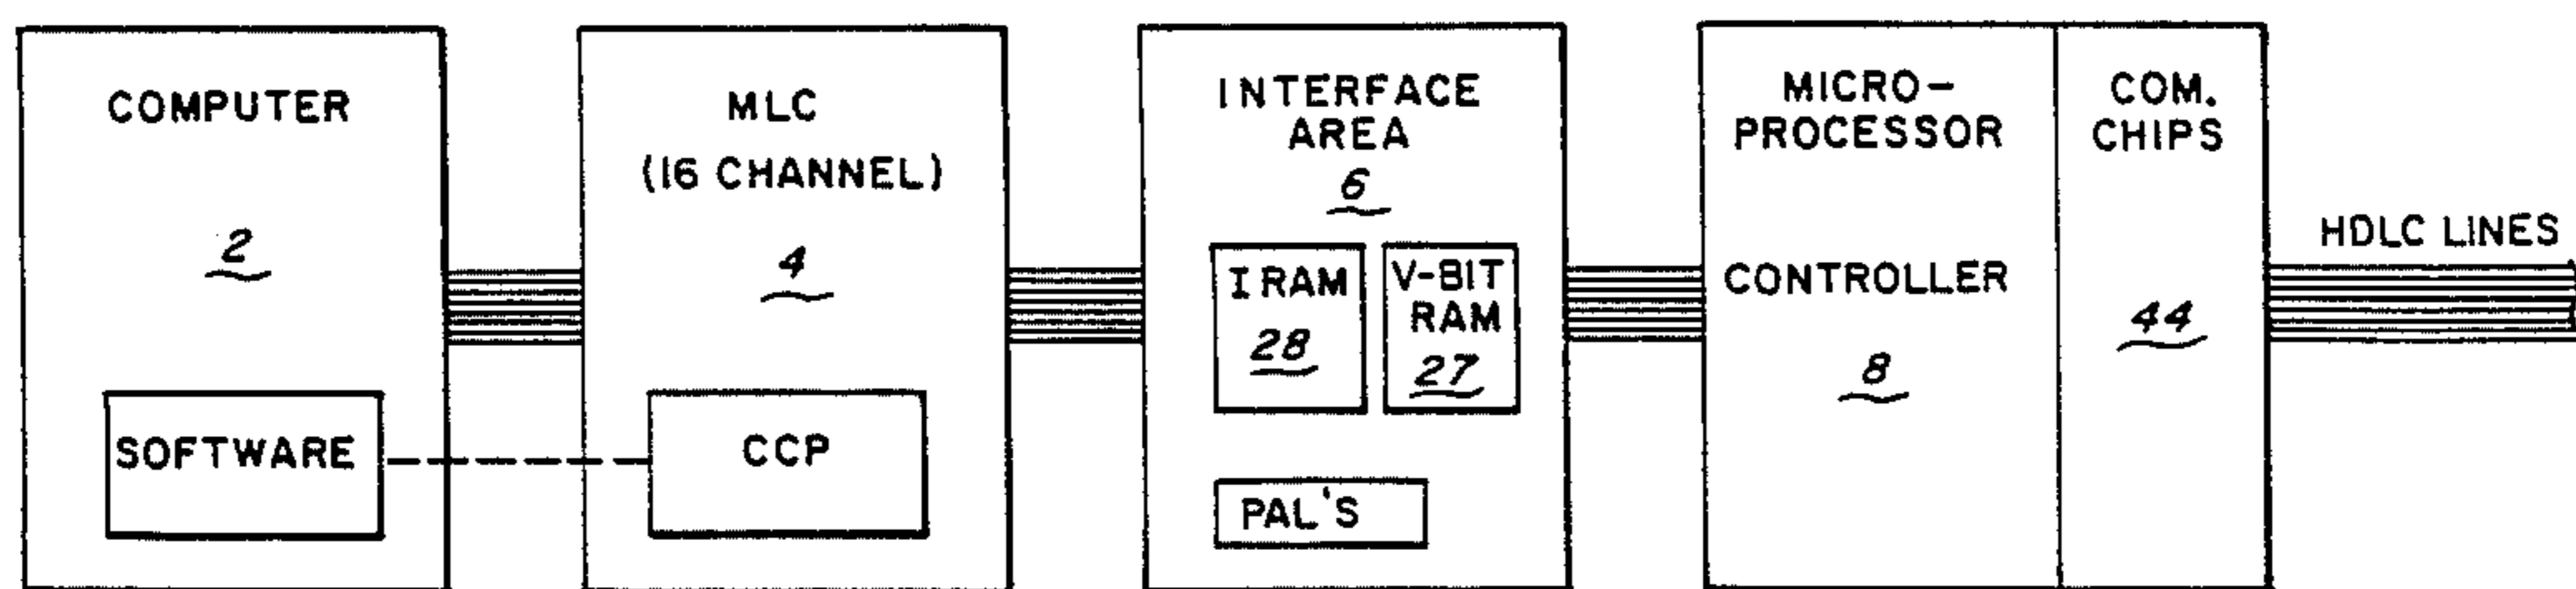 COMPUTER
2
SOFTWARE
MLC
(16 CHANNEL)
4
CCP
INTERFACE
AREA
6
I RAM
28
V-BIT
RAM
27
PAL'S
MICRO-
PROCESSOR
CONTROLLER
8
COM.
CHIPS
44
HDLC LINES